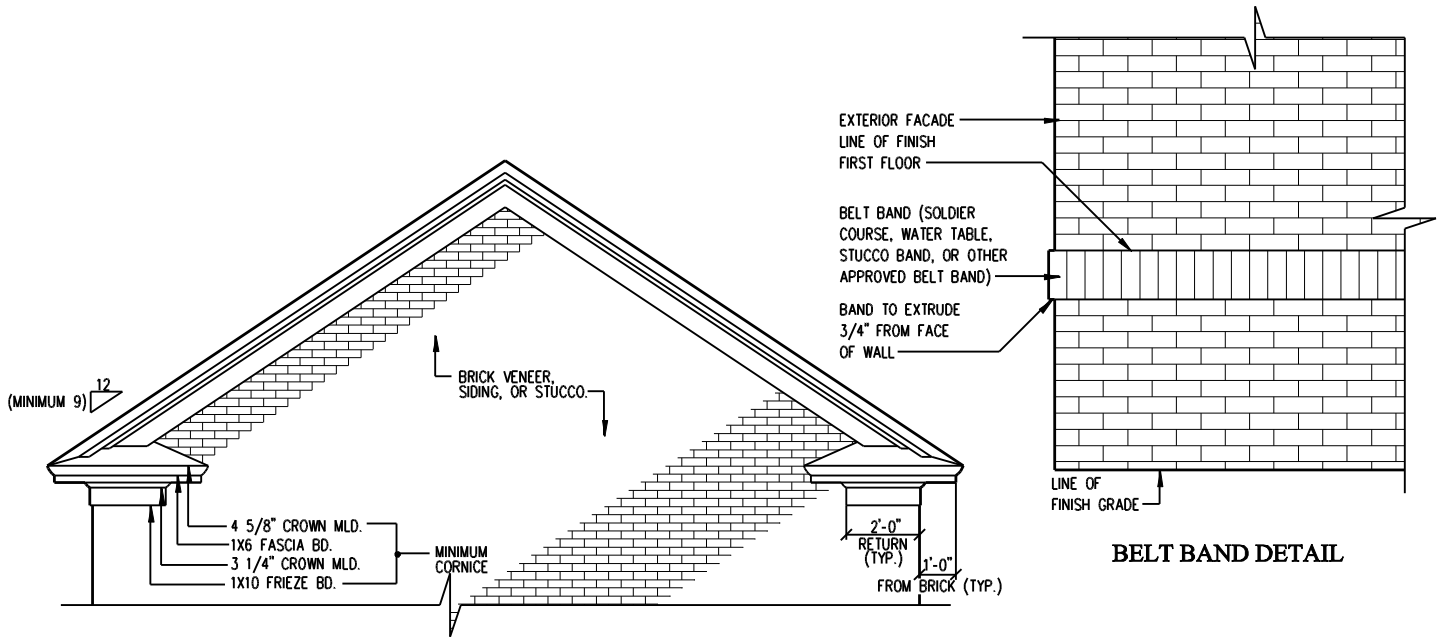 12
(MINIMUM 9)
BRICK VENEER,
SIDING, OR STUCCO.
4 5/8" CROWN MLD.
1X6 FASCIA BD.
3 1/4" CROWN MLD.
1X10 FRIEZE BD.
MINIMUM
CORNICE
2'-0"
RETURN
(TYP.)
1'-0"
FROM BRICK (TYP.)
EXTERIOR FACADE
LINE OF FINISH
FIRST FLOOR
BELT BAND (SOLDIER
COURSE, WATER TABLE,
STUCCO BAND, OR OTHER
APPROVED BELT BAND)
BAND TO EXTRUDE
3/4" FROM FACE
OF WALL
LINE OF
FINISH GRADE
BELT BAND DETAIL